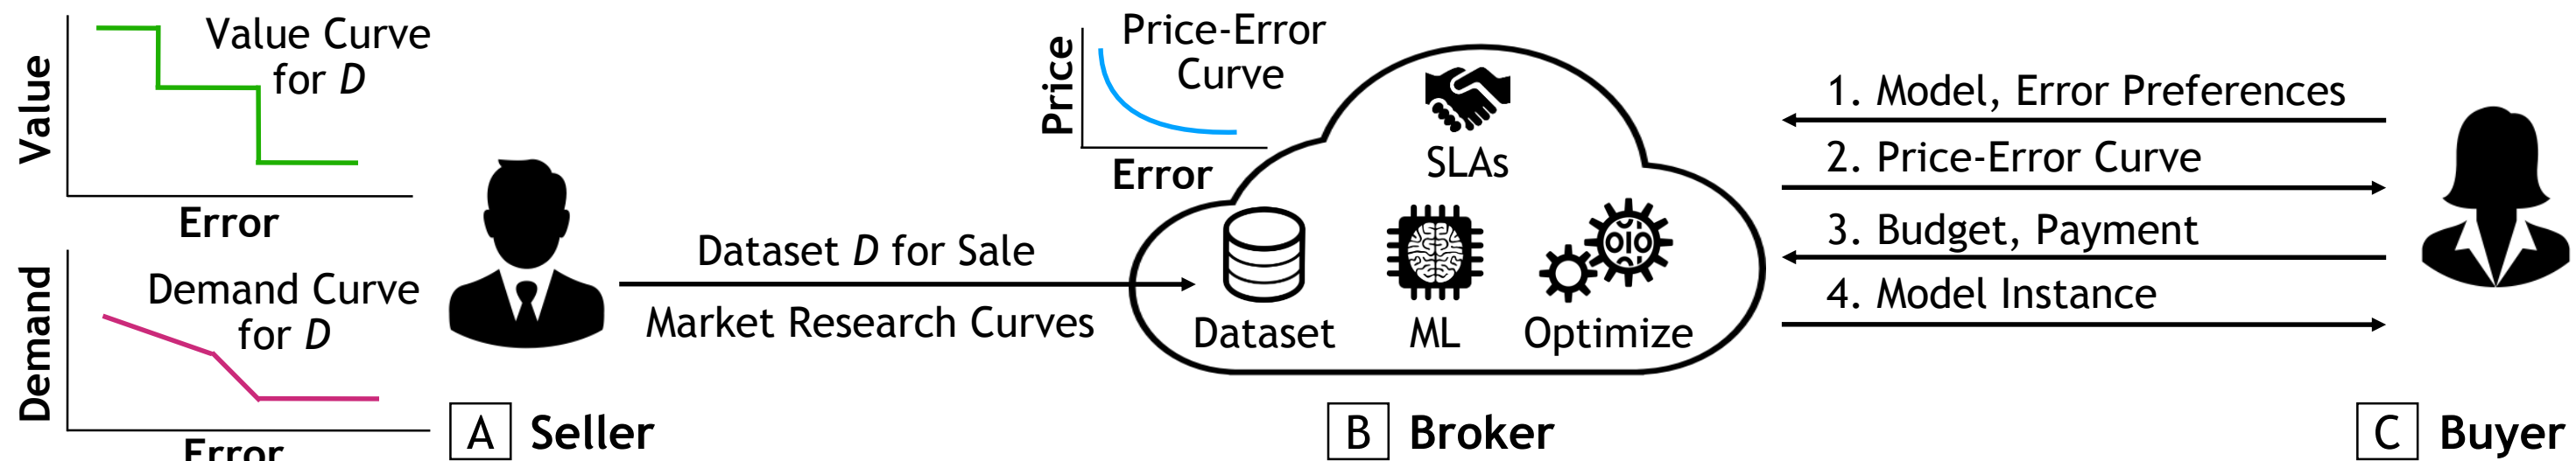 Value
Value Curve
for D
Error
Demand
Demand Curve
for D
Error
A Seller
Dataset D for Sale
Market Research Curves
Price
Price-Error
Curve
Error
SLAs
Dataset
ML
Optimize
B Broker
1. Model, Error Preferences
2. Price-Error Curve
3. Budget, Payment
4. Model Instance
C Buyer